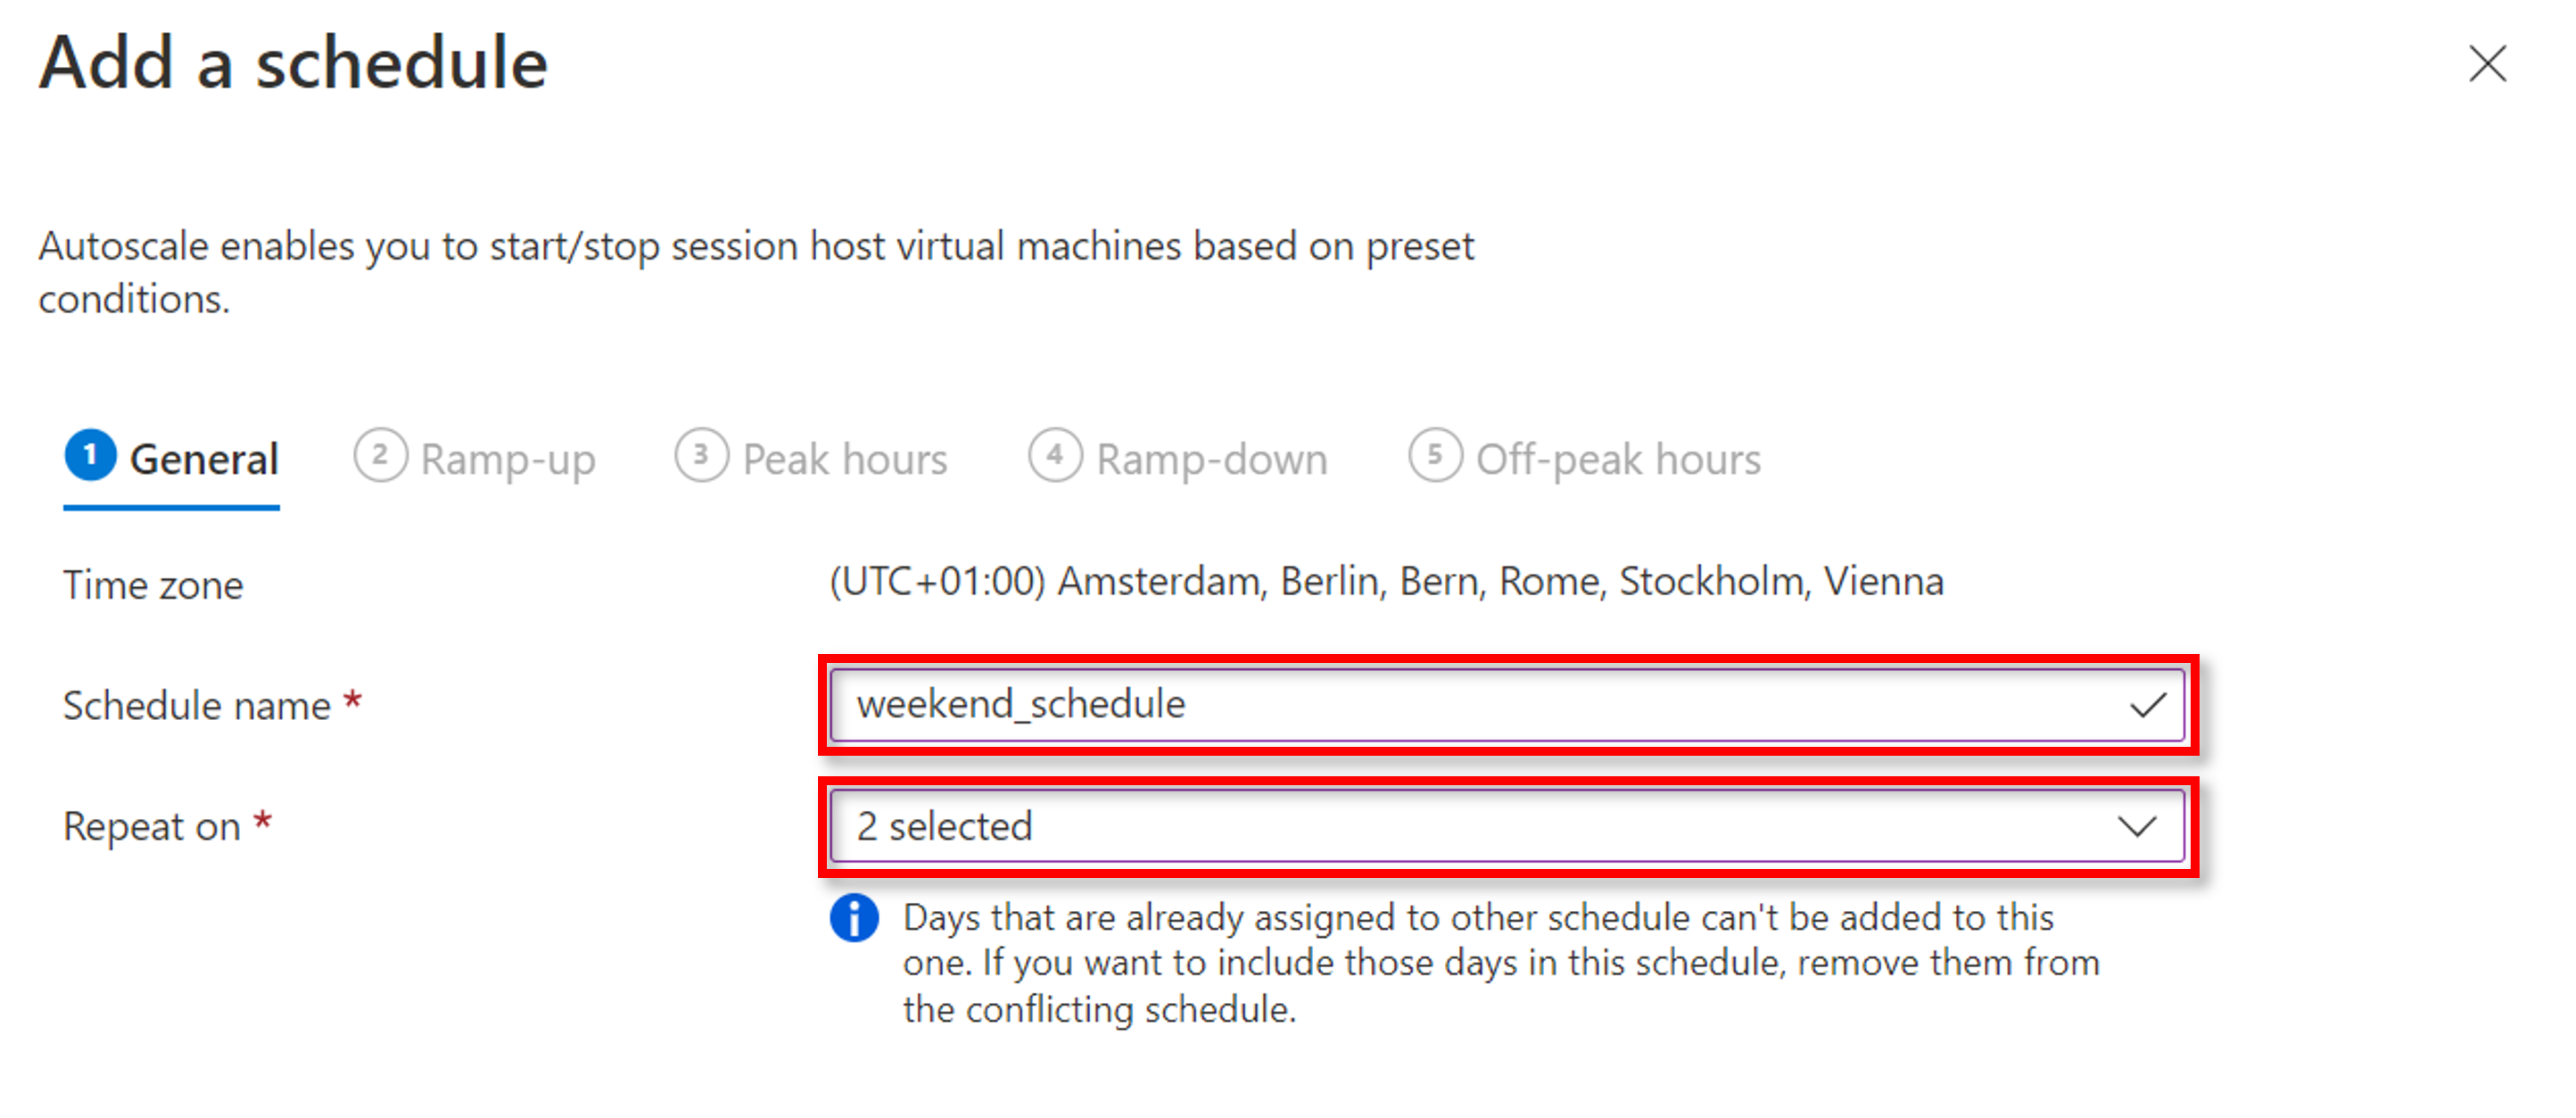 Add a schedule
Autoscale enables you to start/stop session host virtual machines based on preset
conditions.
1 General 2 Ramp-up 3 Peak hours 4 Ramp-down 5 Off-peak hours
Time zone (UTC+01:00) Amsterdam, Berlin, Bern, Rome, Stockholm, Vienna
Schedule name * weekend_schedule
Repeat on * 2 selected
Days that are already assigned to other schedule can't be added to this
one. If you want to include those days in this schedule, remove them from
the conflicting schedule.